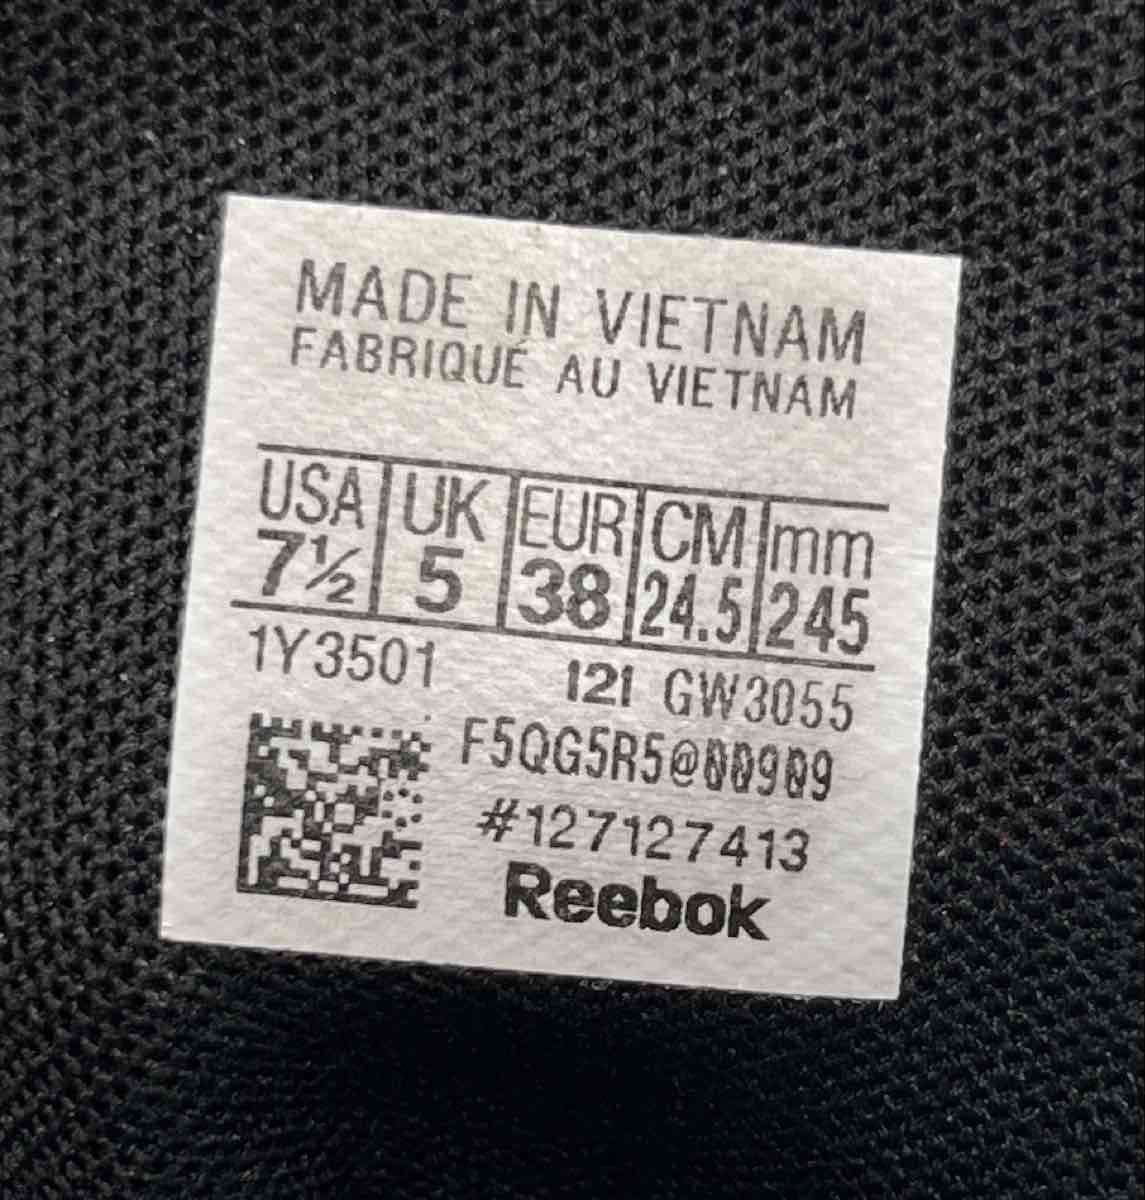 MADE IN VIETNAM
FABRIQUÉ AU VIETNAM
USA UK EUR CM mm
7½ 5 38 24.5 245
1Y3501 121 GW3055
F5QG5R5@00909
#127127413
Reebok